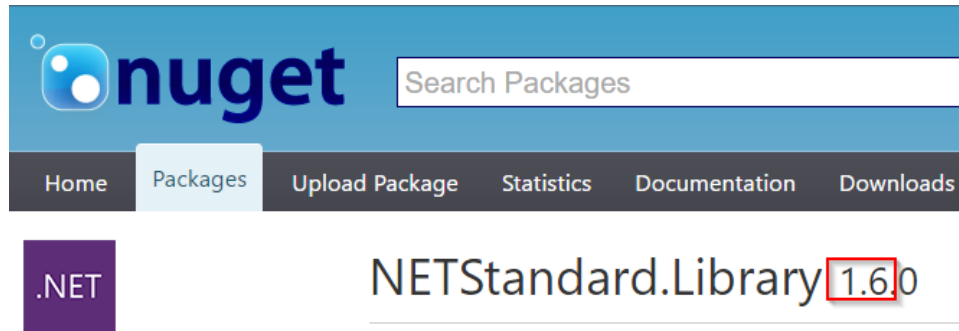 nuget
Search Packages
Home Packages Upload Package Statistics Documentation Downloads
.NET
NETStandard.Library 1.6.0